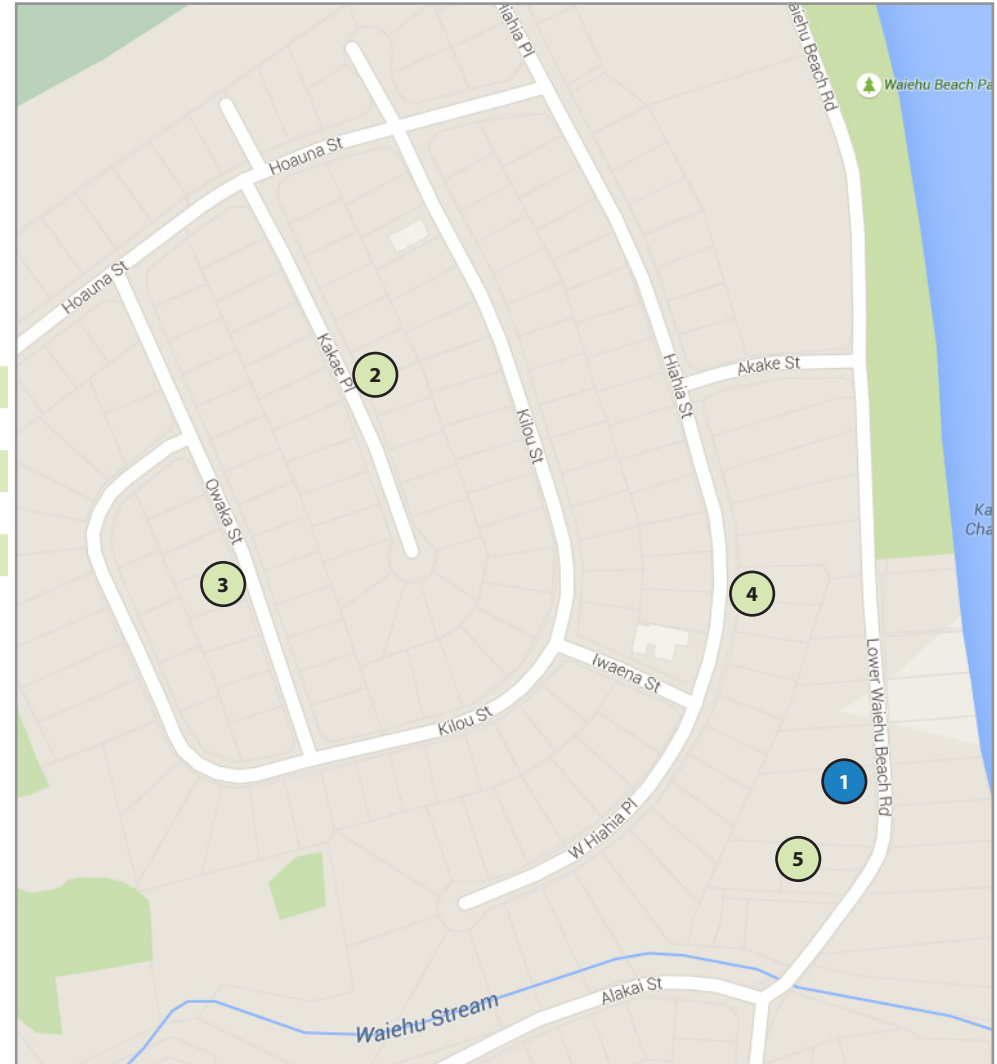 Hiahia Pl
Waiehu Beach Rd
Waiehu Beach Pa
Hoauna St
Hoauna St
Kakae Pl
2
Akake St
Hiahia St
Kilou St
Owaka St
Ka
Cha
3
4
Iwaena St
Lower Waiehu Beach Rd
Kilou St
1
W Hiahia Pl
5
Alakai St
Waiehu Stream